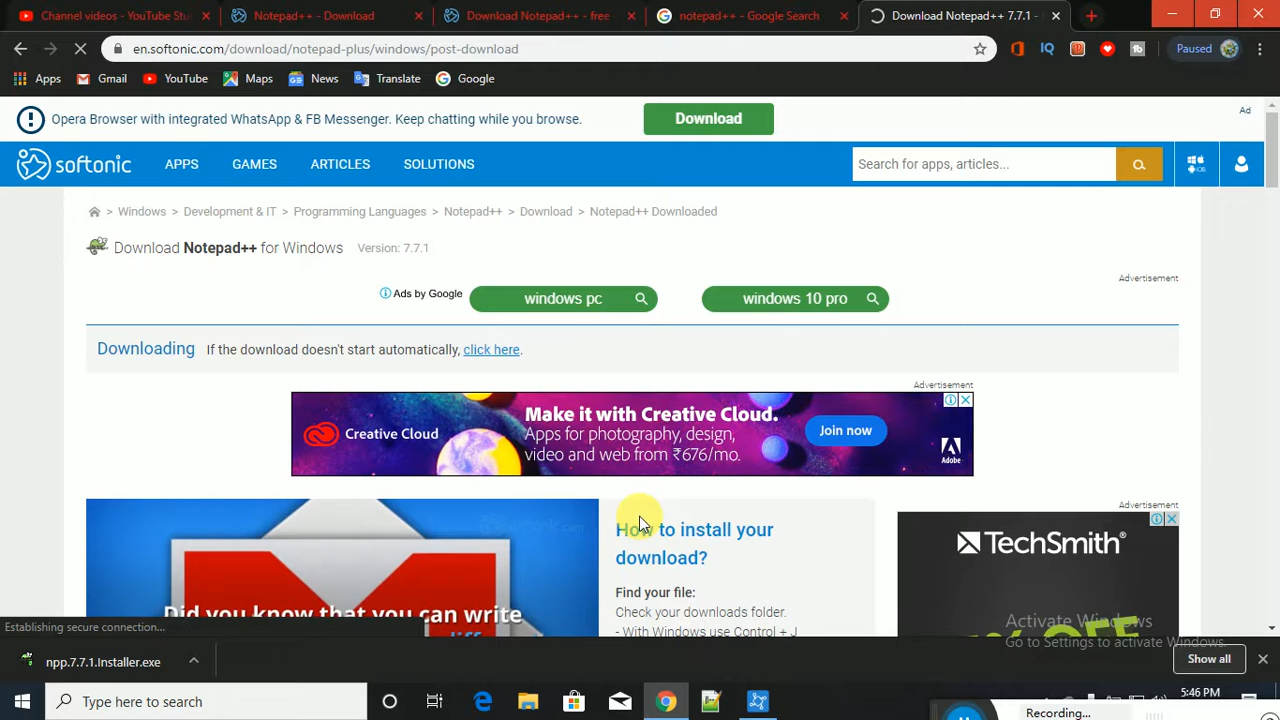 Channel videos - YouTube Stu
Notepad++ - Download
Download Notepad++ - free
notepad++ - Google Search
Download Notepad++ 7.7.1 -
en.softonic.com/download/notepad-plus/windows/post-download
Paused
Apps
Gmail
YouTube
Maps
News
Translate
Google
Opera Browser with integrated WhatsApp & FB Messenger. Keep chatting while you browse.
Download
Ad
softonic
APPS
GAMES
ARTICLES
SOLUTIONS
Search for apps, articles...
> Windows > Development & IT > Programming Languages > Notepad++ > Download > Notepad++ Downloaded
Download Notepad++ for Windows Version: 7.7.1
Advertisement
Ads by Google
windows pc
windows 10 pro
Downloading If the download doesn't start automatically, click here.
Advertisement
Creative Cloud
Make it with Creative Cloud.
Apps for photography, design,
video and web from ₹676/mo.
Join now
Adobe
Did you know that you can write
How to install your
download?
Find your file:
Check your downloads folder.
- With Windows use Control + J
Advertisement
TechSmith
Activate Windows
Go to Settings to activate Windows.
Establishing secure connection...
npp.7.7.1.Installer.exe
Show all
Type here to search
5:46 PM
Recording...